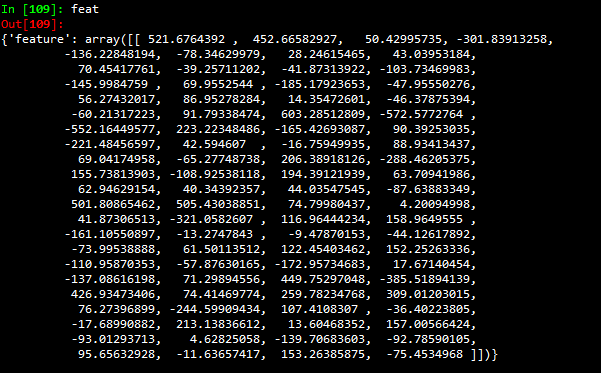 In [109]: feat
Out[109]:
{'feature': array([[ 521.6764392 ,  452.66582927,   50.42995735, -301.83913258,
        -136.22848194,  -78.34629979,   28.24615465,   43.03953184,
          70.45417761,  -39.25711202,  -41.87313922, -103.73469983,
        -145.9984759 ,   69.9552544 , -185.17923653,  -47.95550276,
          56.27432017,   86.95278284,   14.35472601,  -46.37875394,
         -60.21317223,   91.79338474,  603.28512809, -572.5772764 ,
        -552.16449577,  223.22348486, -165.42693087,   90.39253035,
        -221.48456597,   42.594607  ,  -16.75949935,   88.93413437,
          69.04174958,  -65.27748738,  206.38918126, -288.46205375,
         155.73813903, -108.92538118,  194.39121939,   63.70941986,
          62.94629154,   40.34392357,   44.03547545,  -87.63883349,
         501.80865462,  505.43038851,   74.79980437,    4.20094998,
          41.87306513, -321.0582607 ,  116.96444234,  158.9649555 ,
        -161.10550897,  -13.2747843 ,   -9.47870153,  -44.12617892,
         -73.99538888,   61.50113512,  122.45403462,  152.25263336,
        -110.95870353,  -57.87630165, -172.95734683,   17.67140454,
        -137.08616198,   71.29894556,  449.75297048, -385.51894139,
         426.93473406,   74.41469774,  259.78234768,  309.01203015,
          76.27396899, -244.59909434,  107.4108307 ,  -36.40223805,
         -17.68990882,  213.13836612,   13.60468352,  157.00566424,
         -93.01293713,    4.62825058, -139.70683603,  -92.78590105,
          95.65632928,  -11.63657417,  153.26385875,  -75.4534968 ]])}